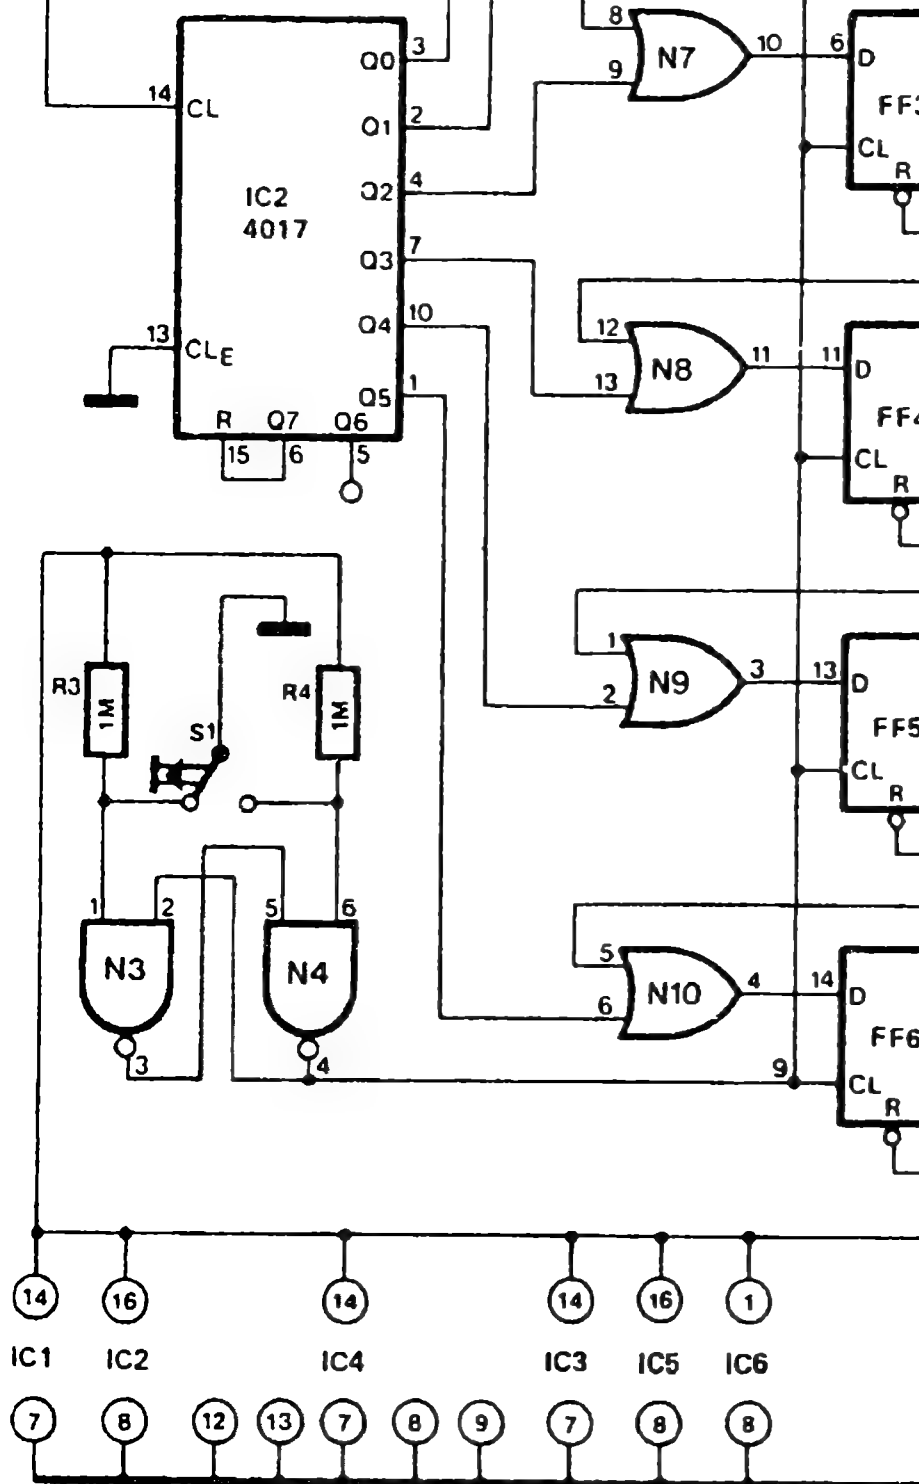 8
N7
10
6
D
9
FF3
CL
R
3
Q0
14
CL
2
Q1
4
Q2
IC2
4017
7
Q3
10
Q4
13
CLE
1
Q5
R
Q7
Q6
15
6
5
12
N8
11
11
D
13
FF4
CL
R
R3
1M
S1
R4
1M
1
N9
3
13
D
2
FF5
CL
R
1
2
5
6
N3
N4
3
4
5
N10
4
14
D
6
FF6
9
CL
R
14
16
14
14
16
1
IC1
IC2
IC4
IC3
IC5
IC6
7
8
12
13
7
8
9
7
8
8